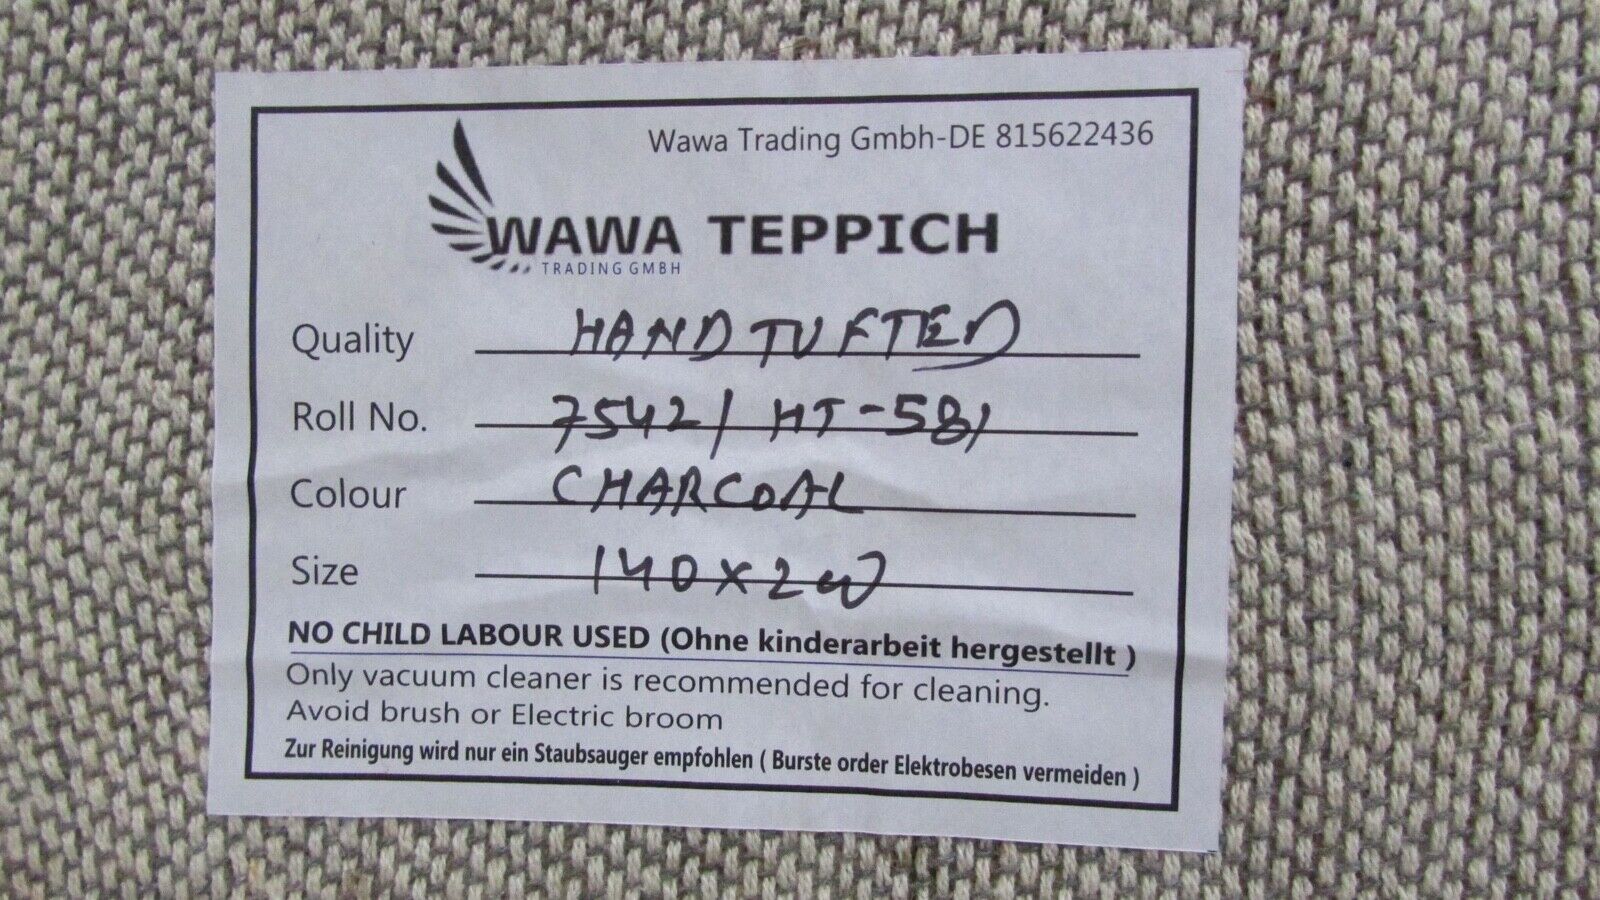 Wawa Trading Gmbh-DE 815622436
WAWA TEPPICH
TRADING GMBH
Quality HAND TUFTED
Roll No. 7542/ HT-581
Colour CHARCOAL
Size 140x200
NO CHILD LABOUR USED (Ohne kinderarbeit hergestellt )
Only vacuum cleaner is recommended for cleaning.
Avoid brush or Electric broom
Zur Reinigung wird nur ein Staubsauger empfohlen ( Burste order Elektrobesen vermeiden )